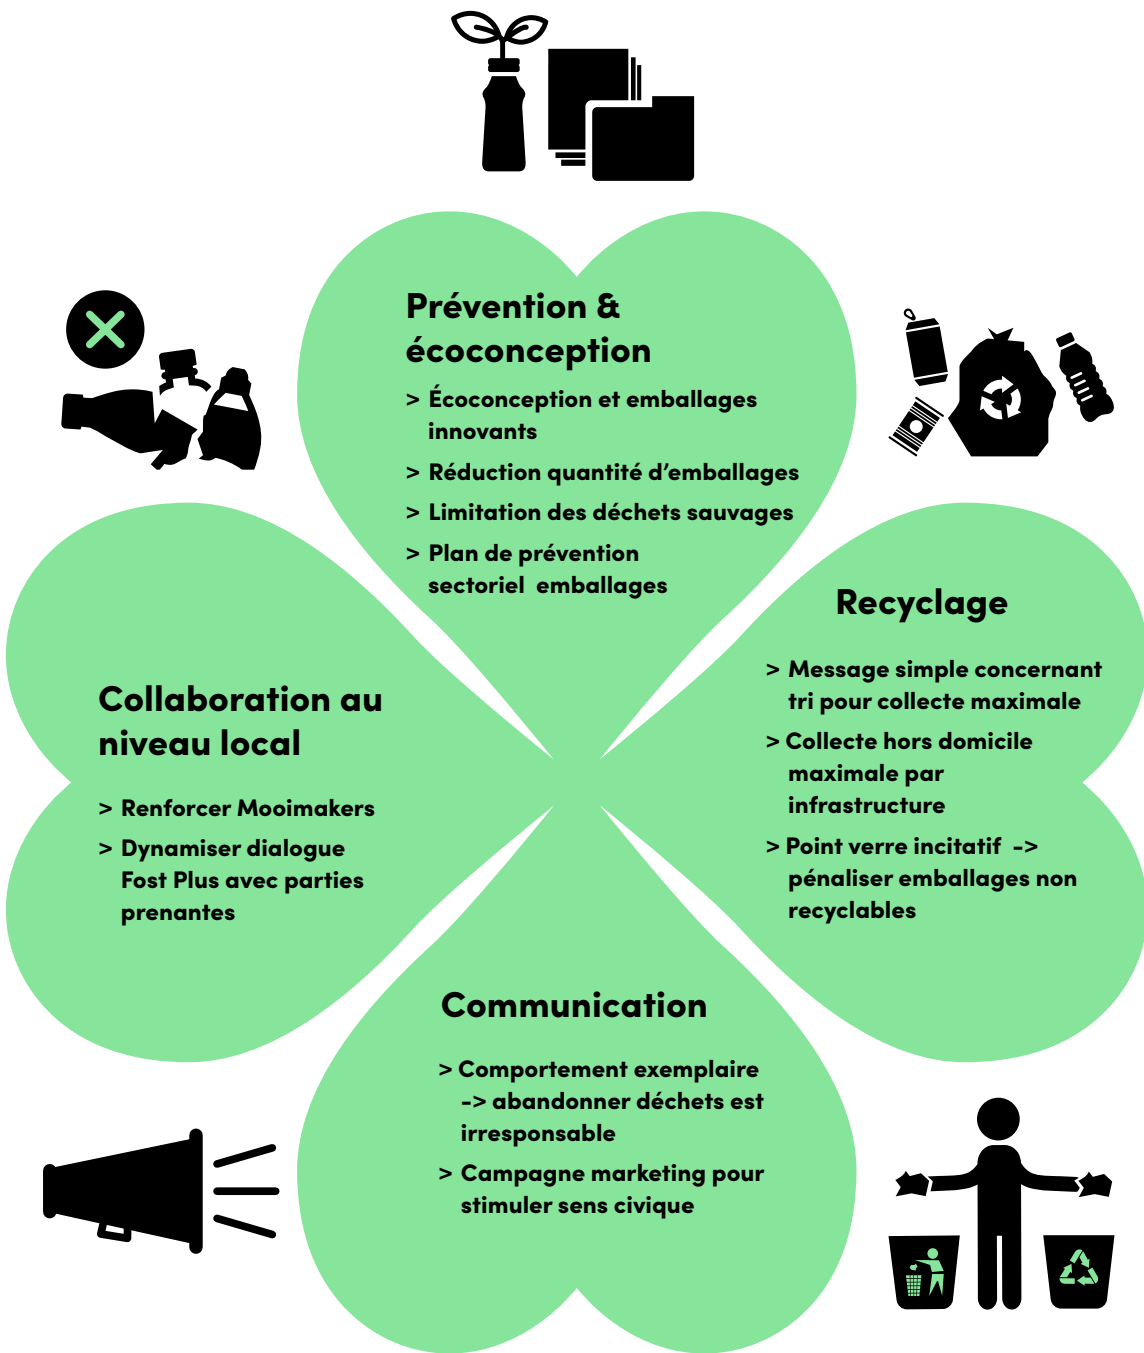 Prévention &
écoconception
> Écoconception et emballages
innovants
> Réduction quantité d’emballages
> Limitation des déchets sauvages
> Plan de prévention
sectoriel emballages
Recyclage
> Message simple concernant
tri pour collecte maximale
> Collecte hors domicile
maximale par
infrastructure
> Point verre incitatif ->
pénaliser emballages non
recyclables
Collaboration au
niveau local
> Renforcer Mooimakers
> Dynamiser dialogue
Fost Plus avec parties
prenantes
Communication
> Comportement exemplaire
-> abandonner déchets est
irresponsable
> Campagne marketing pour
stimuler sens civique